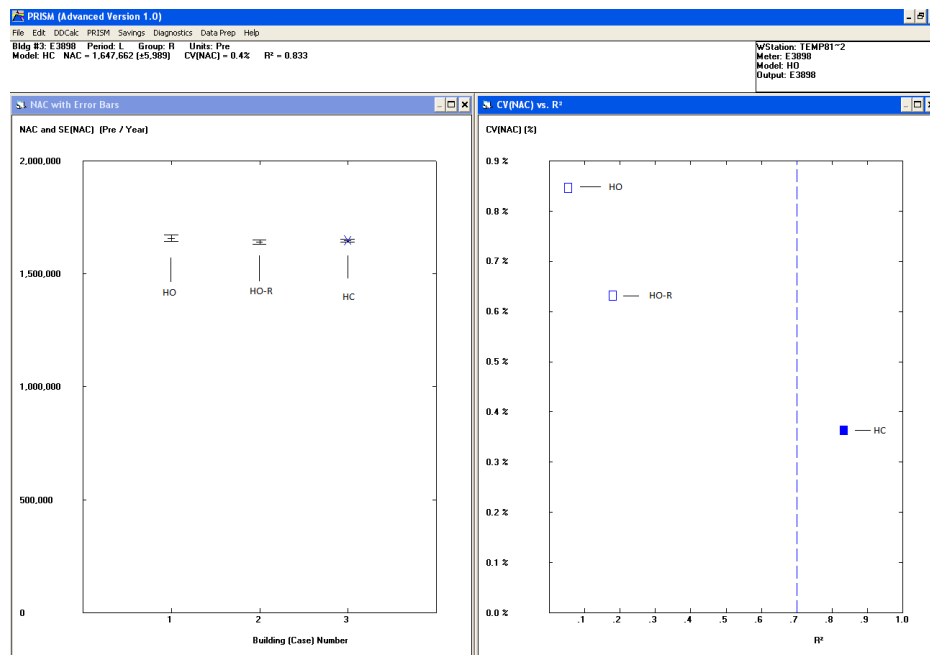 PRISM (Advanced Version 1.0)
File Edit DDCalc PRISM Savings Diagnostics Data Prep Help
Bldg #3: E3898 Period: L Group: R Units: Pre
Model: HC NAC = 1,647,662 (±5,989) CV(NAC) = 0.4% R² = 0.833
WStation: TEMP81~2
Meter: E3898
Model: HO
Output: E3898
NAC with Error Bars
NAC and SE(NAC) (Pre / Year)
2,000,000
1,500,000
1,000,000
500,000
0
HO
HO-R
HC
1 2 3
Building (Case) Number
CV(NAC) vs. R²
CV(NAC) (%)
0.9 %
0.8 %
0.7 %
0.6 %
0.5 %
0.4 %
0.3 %
0.2 %
0.1 %
0.0 %
HO
HO-R
HC
.1 .2 .3 .4 .5 .6 .7 .8 .9 1.0
R²